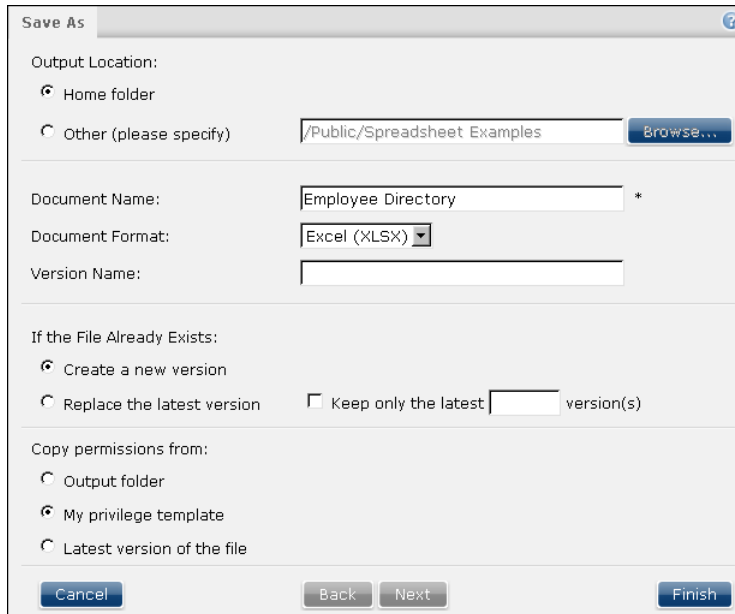 Save As
?
Output Location:
Home folder
Other (please specify) /Public/Spreadsheet Examples Browse...
Document Name: Employee Directory *
Document Format: Excel (XLSX)
Version Name:
If the File Already Exists:
Create a new version
Replace the latest version Keep only the latest version(s)
Copy permissions from:
Output folder
My privilege template
Latest version of the file
Cancel Back Next Finish